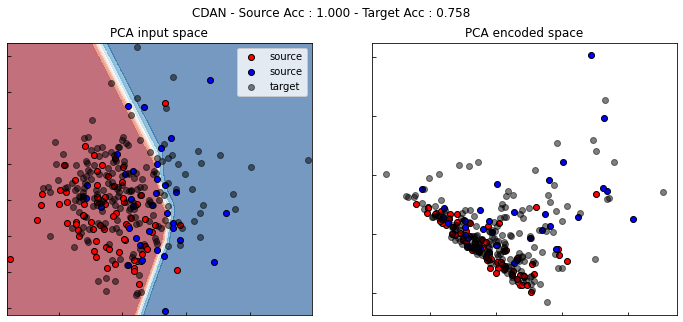 CDAN - Source Acc : 1.000 - Target Acc : 0.758
PCA input space
PCA encoded space
source
source
target